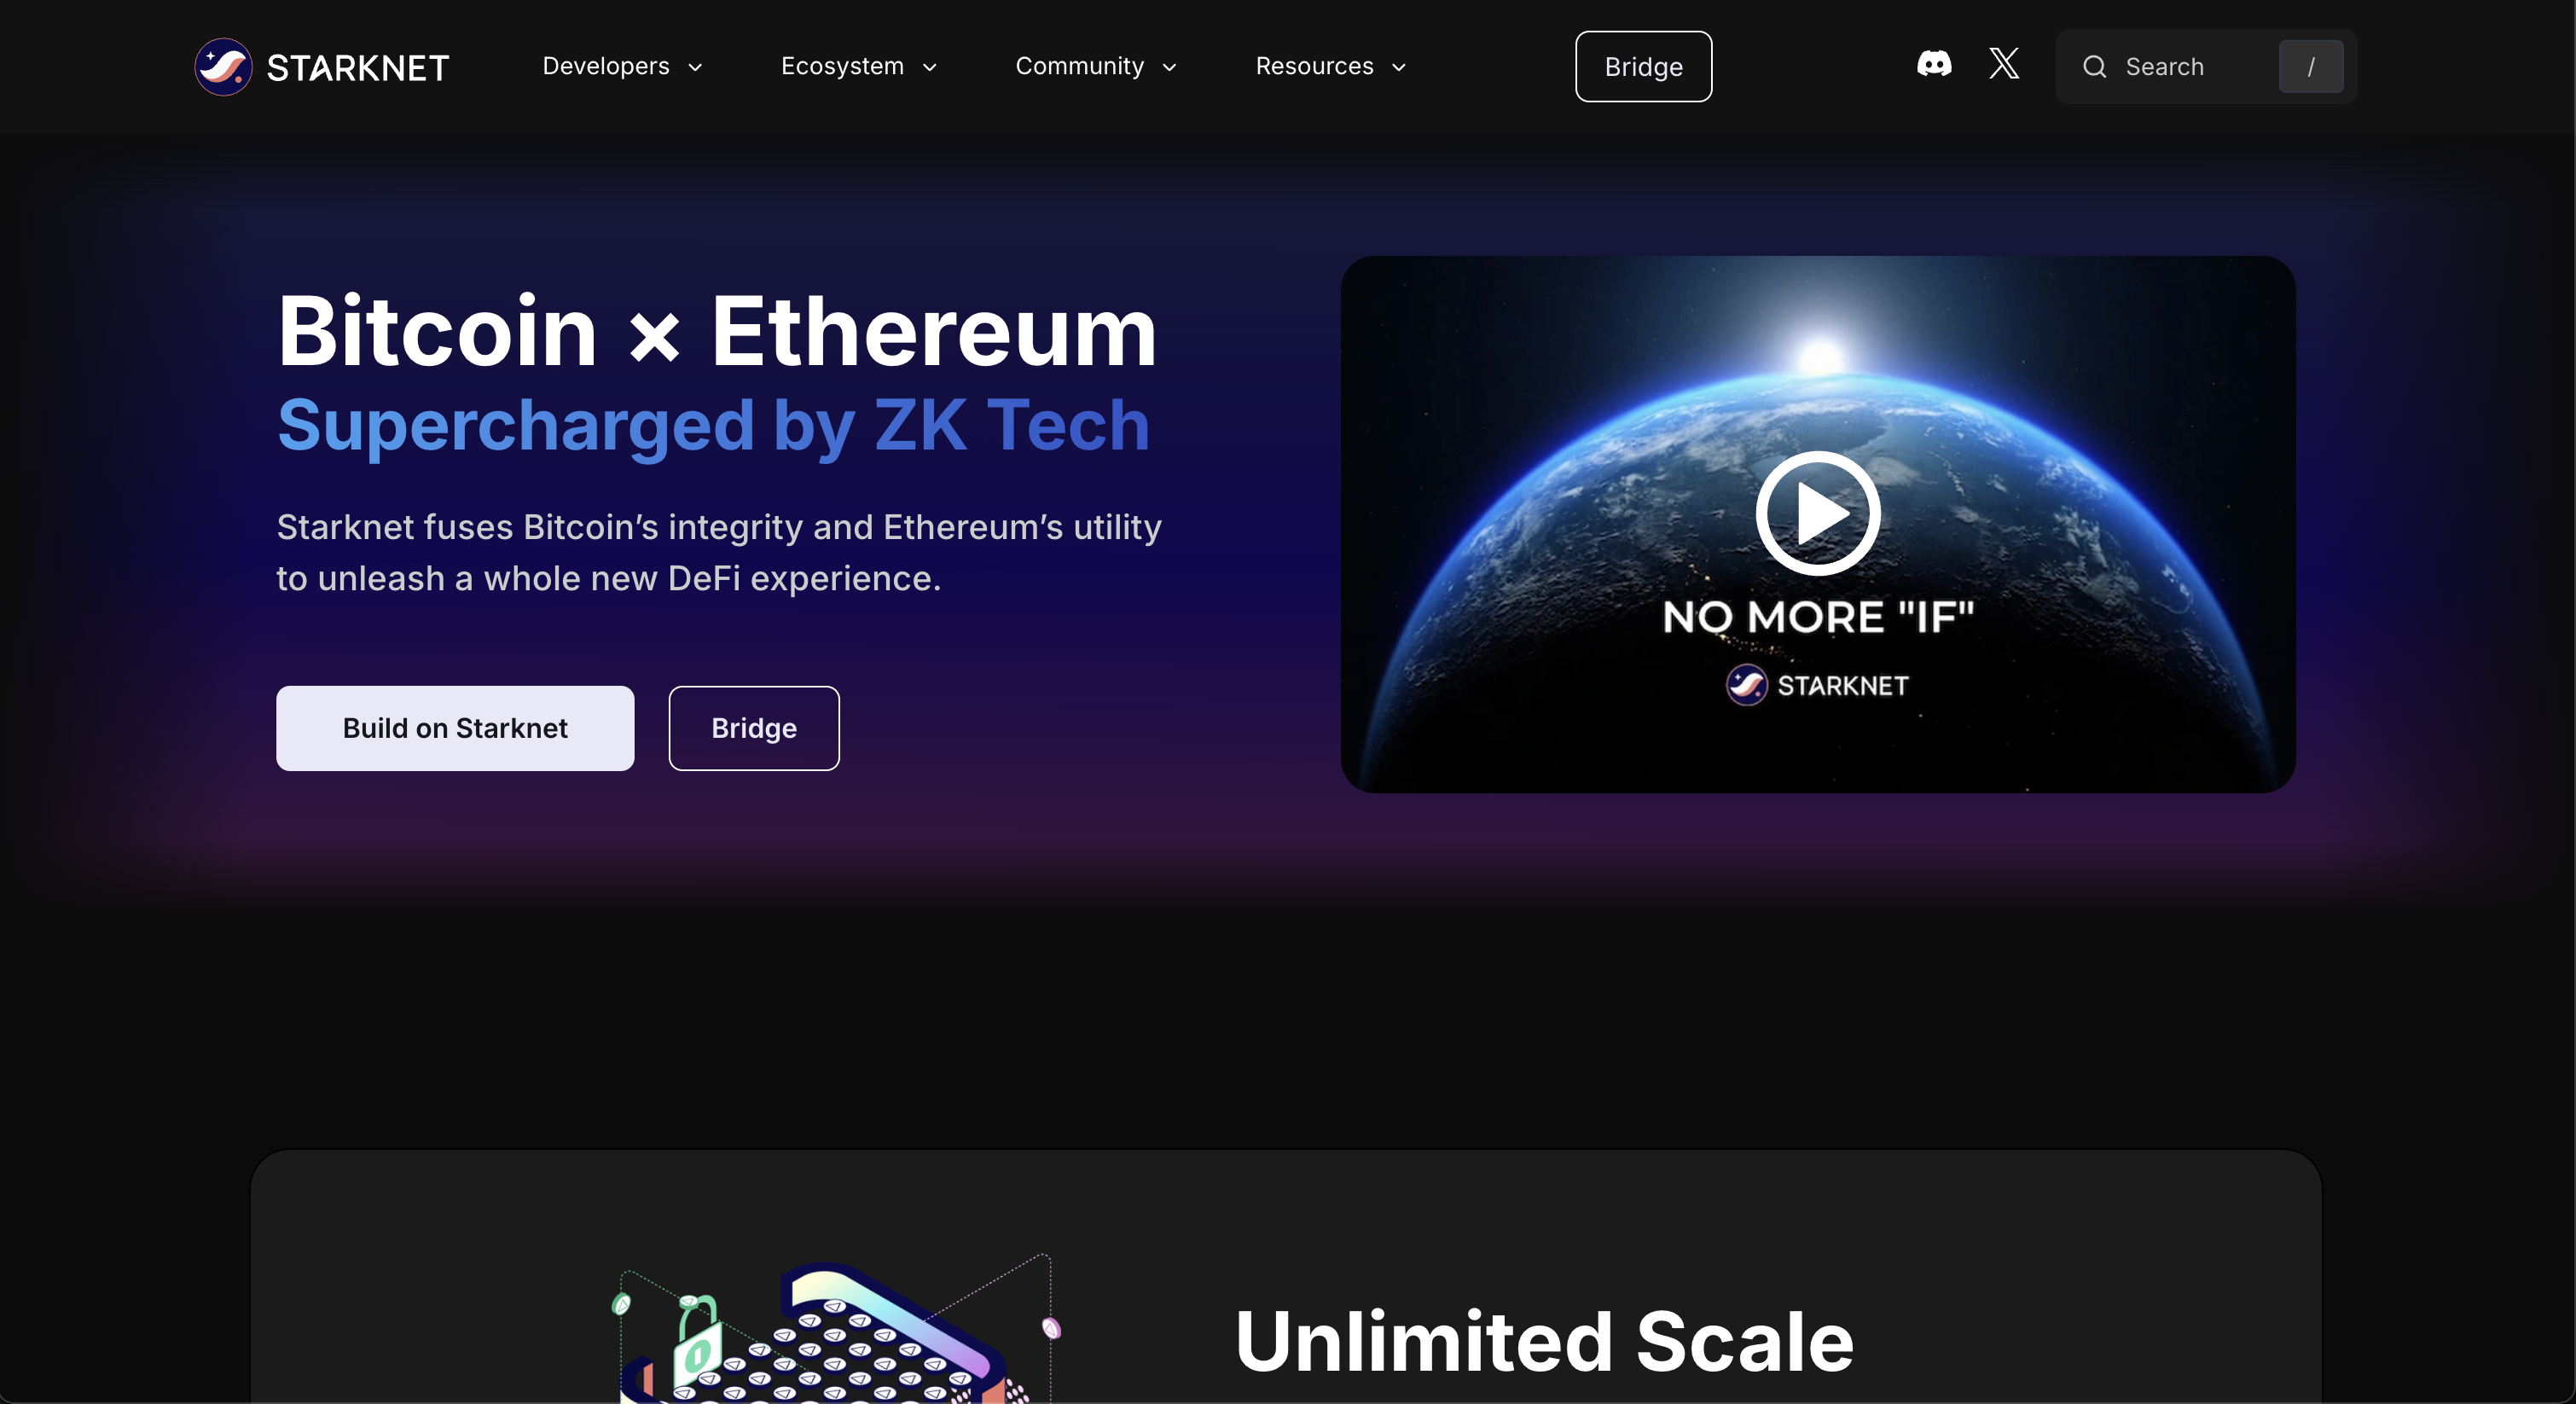 STARKNET
Developers
Ecosystem
Community
Resources
Bridge
Search
/
Bitcoin × Ethereum
Supercharged by ZK Tech
Starknet fuses Bitcoin’s integrity and Ethereum’s utility
to unleash a whole new DeFi experience.
Build on Starknet
Bridge
NO MORE "IF"
STARKNET
Unlimited Scale